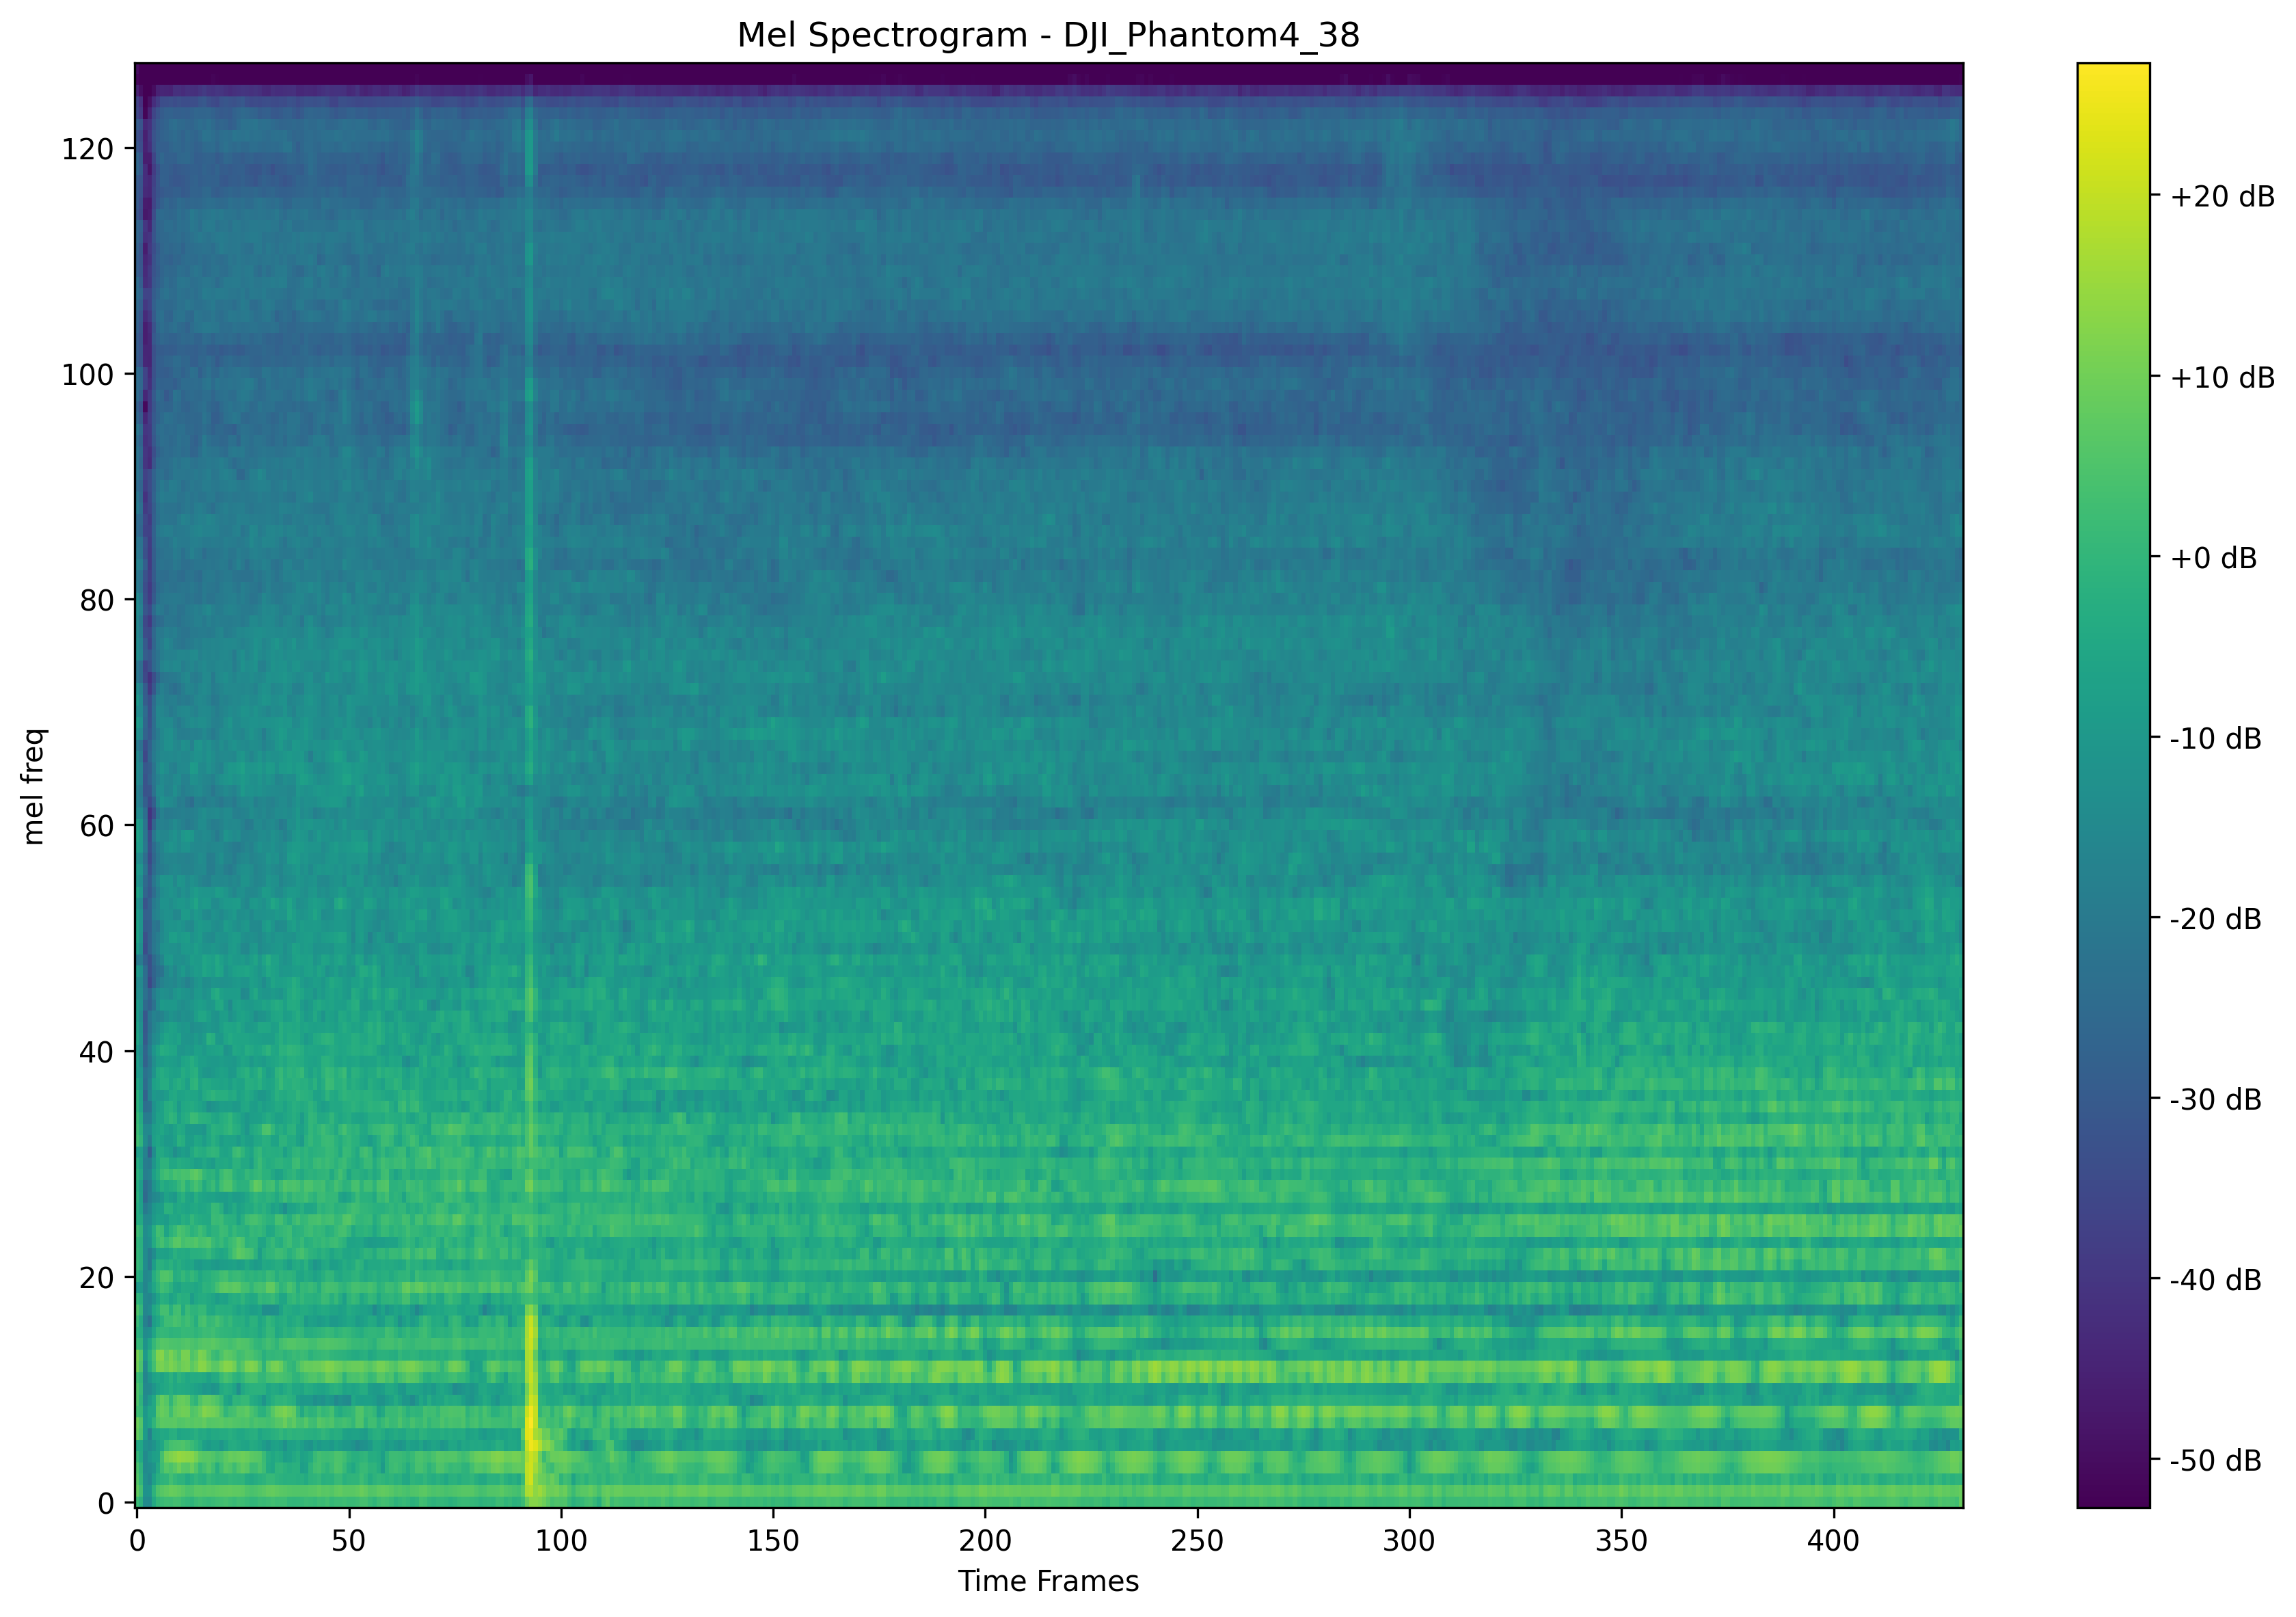 Mel Spectrogram - DJI_Phantom4_38
mel freq
120
100
80
60
40
20
0
0 50 100 150 200 250 300 350 400
Time Frames
+20 dB
+10 dB
+0 dB
-10 dB
-20 dB
-30 dB
-40 dB
-50 dB